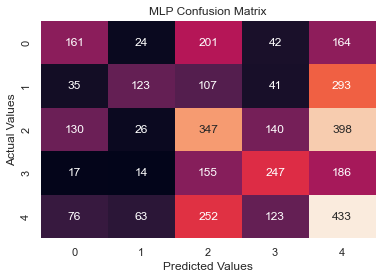 MLP Confusion Matrix
Actual Values
0 161 24 201 42 164
1 35 123 107 41 293
2 130 26 347 140 398
3 17 14 155 247 186
4 76 63 252 123 433
0 1 2 3 4
Predicted Values